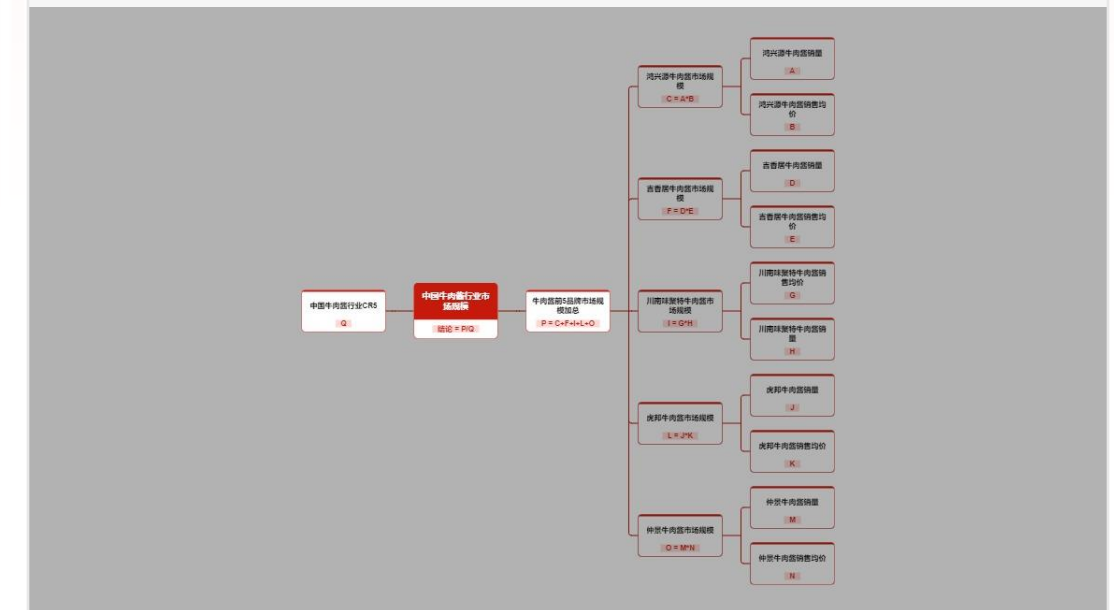 鸿兴源牛肉酱销量
A
鸿兴源牛肉酱市场规
模
C = A*B
鸿兴源牛肉酱销售均
价
B
吉香居牛肉酱销量
D
吉香居牛肉酱市场规
模
F = D*E
吉香居牛肉酱销售均
价
E
川南味聚特牛肉酱销
售均价
G
中国牛肉酱行业CR5
Q
中国牛肉酱行业市
场规模
结论 = P/Q
牛肉酱前5品牌市场规
模加总
P = C+F+I+L+O
川南味聚特牛肉酱市
场规模
I = G*H
川南味聚特牛肉酱销
量
H
虎邦牛肉酱销量
J
虎邦牛肉酱市场规模
L = J*K
虎邦牛肉酱销售均价
K
仲景牛肉酱销量
M
仲景牛肉酱市场规模
O = M*N
仲景牛肉酱销售均价
N